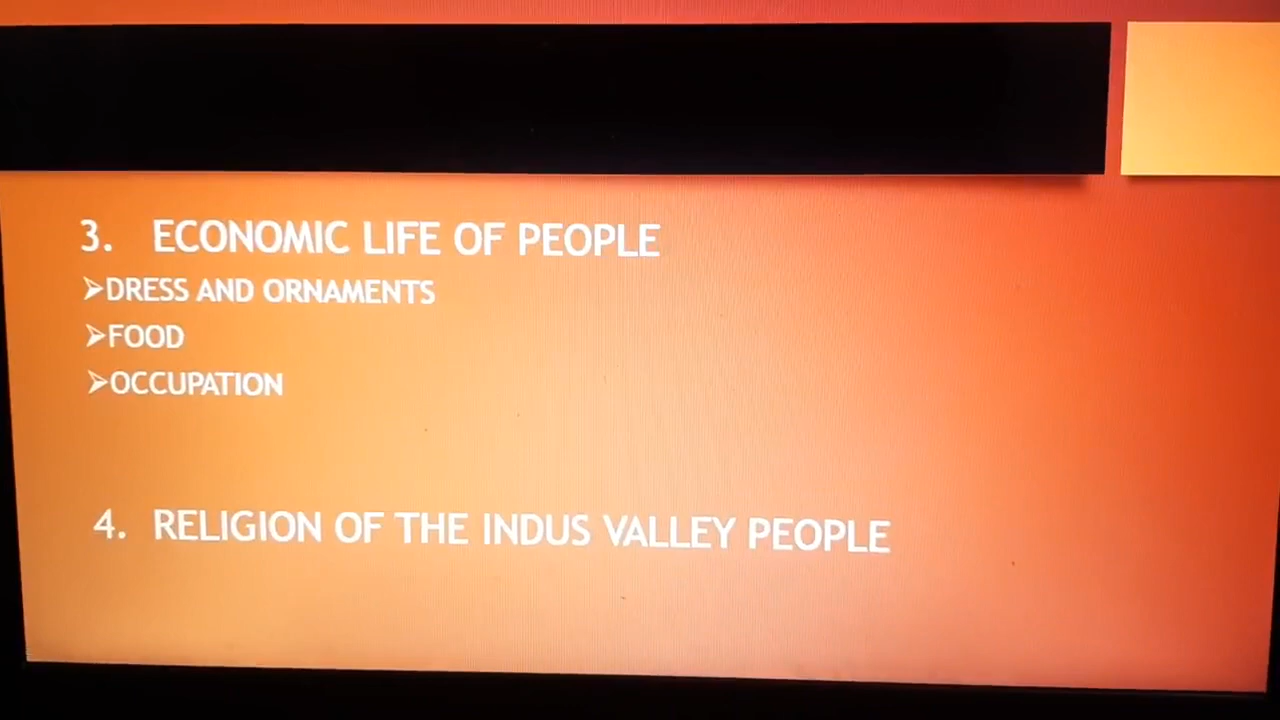 3. ECONOMIC LIFE OF PEOPLE
➢DRESS AND ORNAMENTS
➢FOOD
➢OCCUPATION
4. RELIGION OF THE INDUS VALLEY PEOPLE